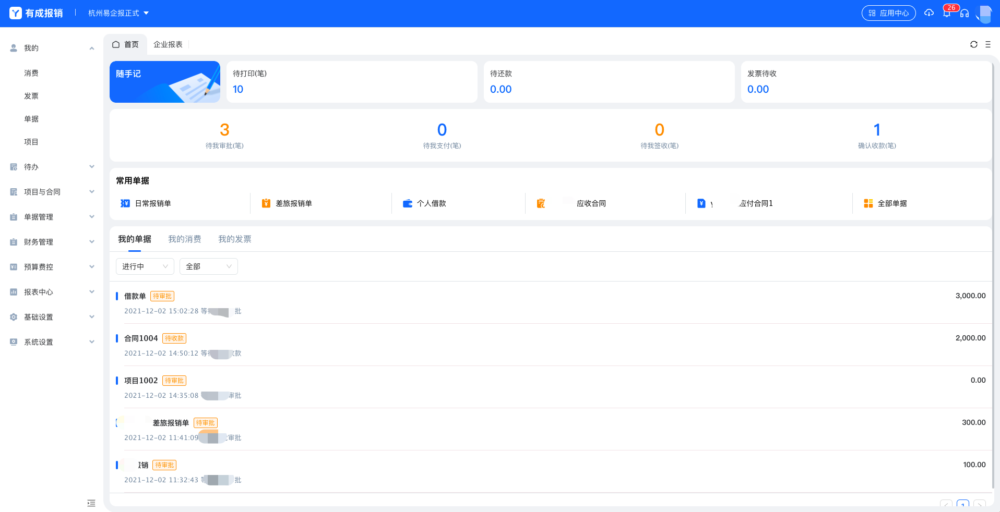 有成报销
杭州易企报正式
应用中心
26
我的
消费
发票
单据
项目
待办
项目与合同
单据管理
财务管理
预算费控
报表中心
基础设置
系统设置
首页
企业报表
随手记
待打印(笔)
10
待还款
0.00
发票待收
0.00
3
待我审批(笔)
0
待我支付(笔)
0
待我签收(笔)
1
确认收款(笔)
常用单据
日常报销单
差旅报销单
个人借款
应收合同
应付合同1
全部单据
我的单据
我的消费
我的发票
进行中
全部
借款单 待审批
3,000.00
2021-12-02 15:02:28 等 批
合同1004 待收款
2,000.00
2021-12-02 14:50:12 等 款
项目1002 待审批
0.00
2021-12-02 14:35:08 审批
差旅报销单 待审批
300.00
2021-12-02 11:41:09 审批
报销 待审批
100.00
2021-12-02 11:32:43 批
1